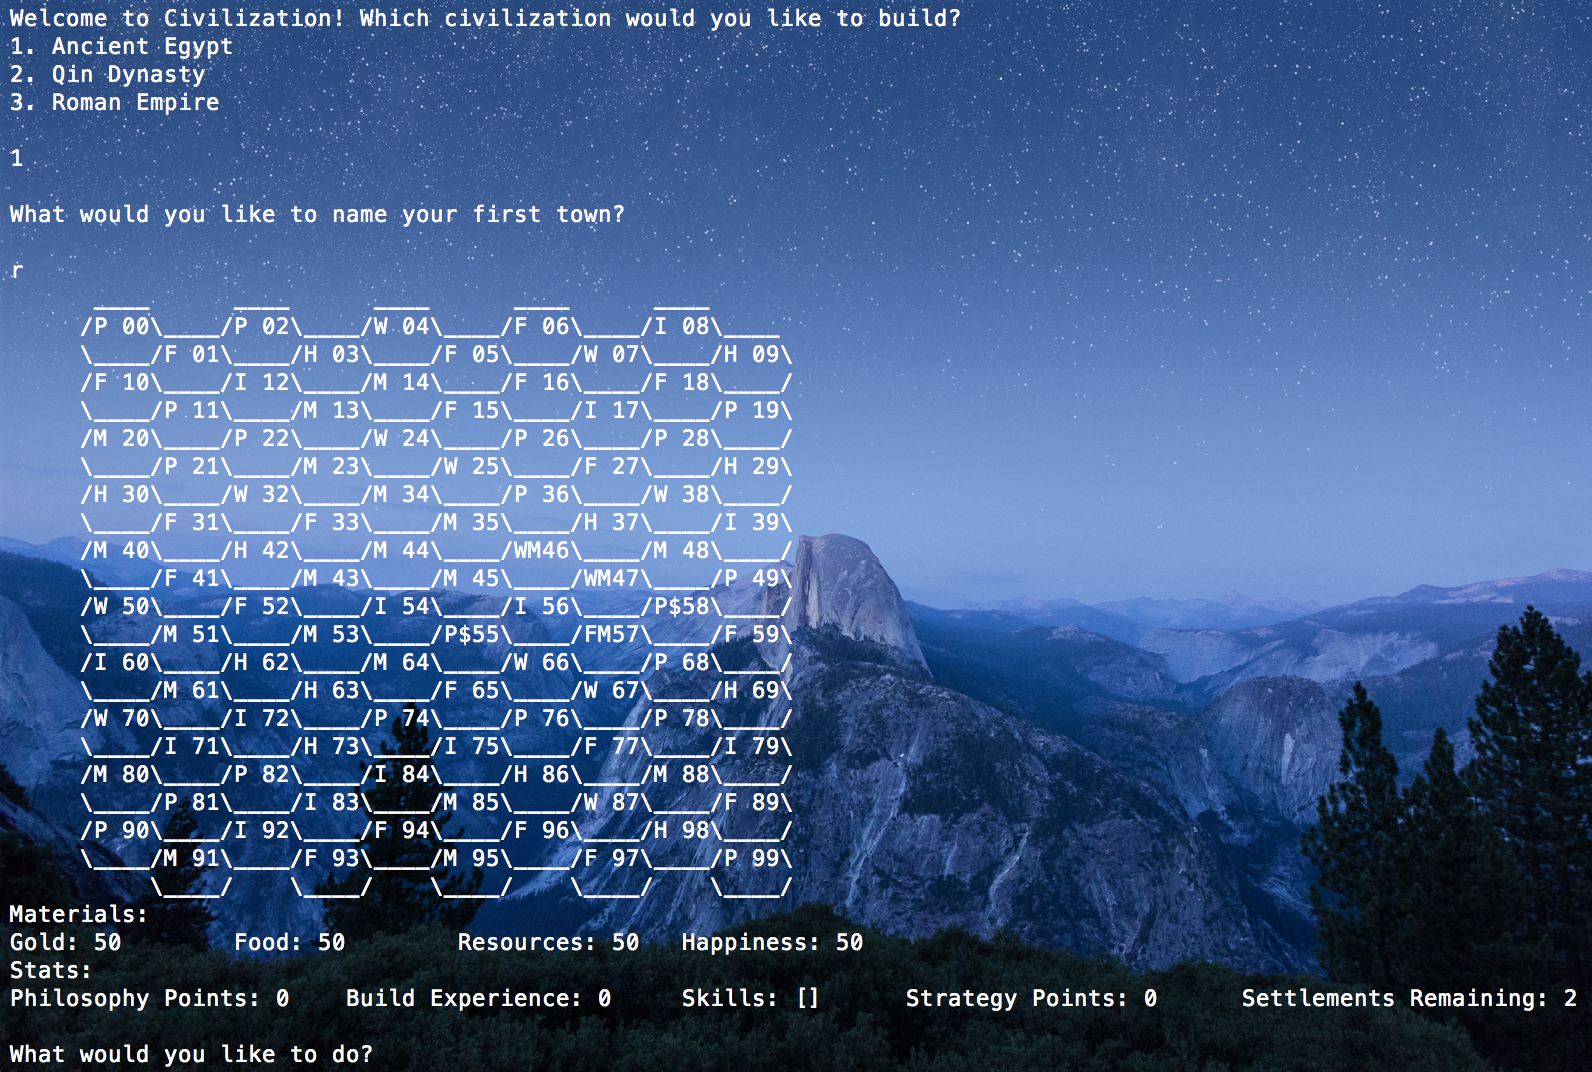 Welcome to Civilization! Which civilization would you like to build?
1. Ancient Egypt
2. Qin Dynasty
3. Roman Empire

1

What would you like to name your first town?

r
      ____      ____      ____      ____      ____
     /P 00\____/P 02\____/W 04\____/F 06\____/I 08\____
     \____/F 01\____/H 03\____/F 05\____/W 07\____/H 09\
     /F 10\____/I 12\____/M 14\____/F 16\____/F 18\____/
     \____/P 11\____/M 13\____/F 15\____/I 17\____/P 19\
     /M 20\____/P 22\____/W 24\____/P 26\____/P 28\____/
     \____/P 21\____/M 23\____/W 25\____/F 27\____/H 29\
     /H 30\____/W 32\____/M 34\____/P 36\____/W 38\____/
     \____/F 31\____/F 33\____/M 35\____/H 37\____/I 39\
     /M 40\____/H 42\____/M 44\____/WM46\____/M 48\____/
     \____/F 41\____/M 43\____/M 45\____/WM47\____/P 49\
     /W 50\____/F 52\____/I 54\____/I 56\____/P$58\____/
     \____/M 51\____/M 53\____/P$55\____/FM57\____/F 59\
     /I 60\____/H 62\____/M 64\____/W 66\____/P 68\____/
     \____/M 61\____/H 63\____/F 65\____/W 67\____/H 69\
     /W 70\____/I 72\____/P 74\____/P 76\____/P 78\____/
     \____/I 71\____/H 73\____/I 75\____/F 77\____/I 79\
     /M 80\____/P 82\____/I 84\____/H 86\____/M 88\____/
     \____/P 81\____/I 83\____/M 85\____/W 87\____/F 89\
     /P 90\____/I 92\____/F 94\____/F 96\____/H 98\____/
     \____/M 91\____/F 93\____/M 95\____/F 97\____/P 99\
          \____/    \____/    \____/    \____/    \____/
Materials:
Gold: 50        Food: 50        Resources: 50   Happiness: 50
Stats:
Philosophy Points: 0    Build Experience: 0     Skills: []      Strategy Points: 0      Settlements Remaining: 2

What would you like to do?